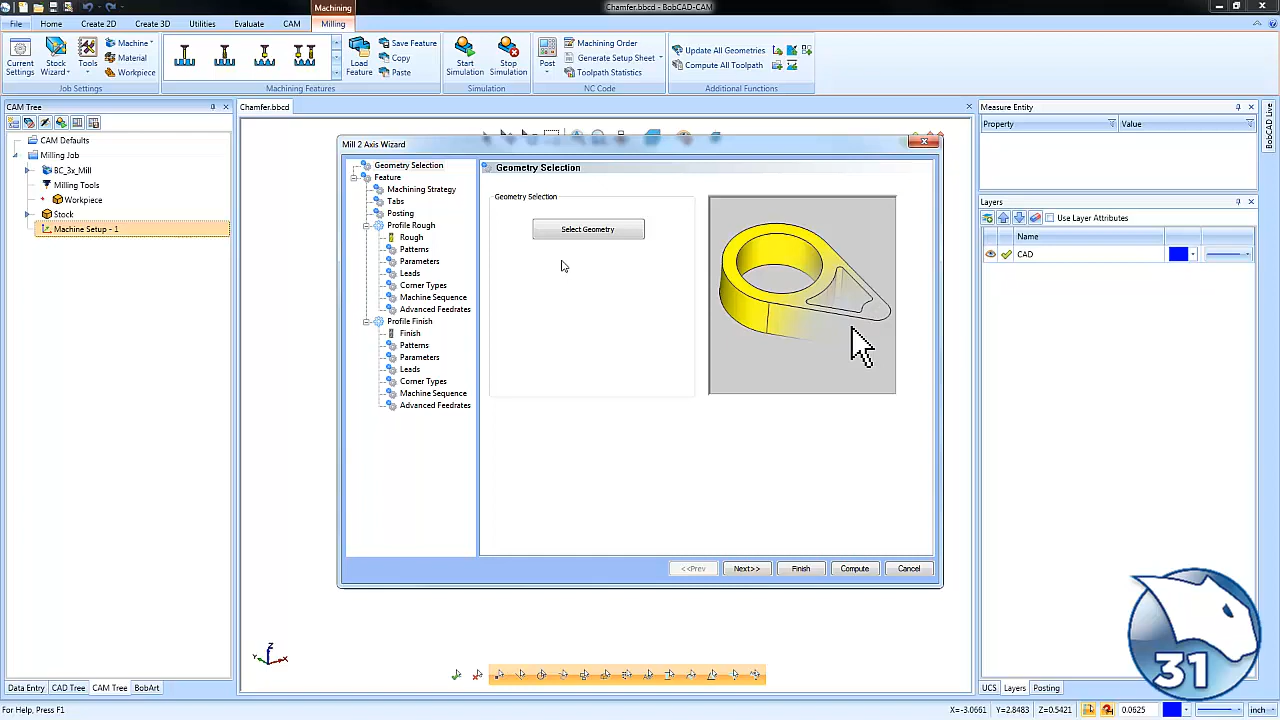 Machining
Chamfer.bbcd - BobCAD-CAM
File Home Create 2D Create 3D Utilities Evaluate CAM Milling
Current Settings
Stock Wizard
Tools
Machine
Material
Workpiece
Job Settings
Machining Features
Load Feature
Save Feature
Copy
Paste
Start Simulation
Stop Simulation
Simulation
Post
Machining Order
Generate Setup Sheet
Toolpath Statistics
NC Code
Update All Geometries
Compute All Toolpath
Additional Functions
CAM Tree
CAM Defaults
Milling Job
BC_3x_Mill
Milling Tools
Workpiece
Stock
Machine Setup - 1
Data Entry CAD Tree CAM Tree BobArt
Chamfer.bbcd
Mill 2 Axis Wizard
Geometry Selection
Feature
Machining Strategy
Tabs
Posting
Profile Rough
Rough
Patterns
Parameters
Leads
Corner Types
Machine Sequence
Advanced Feedrates
Profile Finish
Finish
Patterns
Parameters
Leads
Corner Types
Machine Sequence
Advanced Feedrates
Geometry Selection
Geometry Selection
Select Geometry
<<Prev Next>> Finish Compute Cancel
Z
Y X
Measure Entity
Property Value
Layers
Use Layer Attributes
Name
CAD
BobCAD Live
31
UCS Layers Posting
For Help, Press F1
X=-3.0661 Y=2.8483 Z=0.5421 0.0625 inch